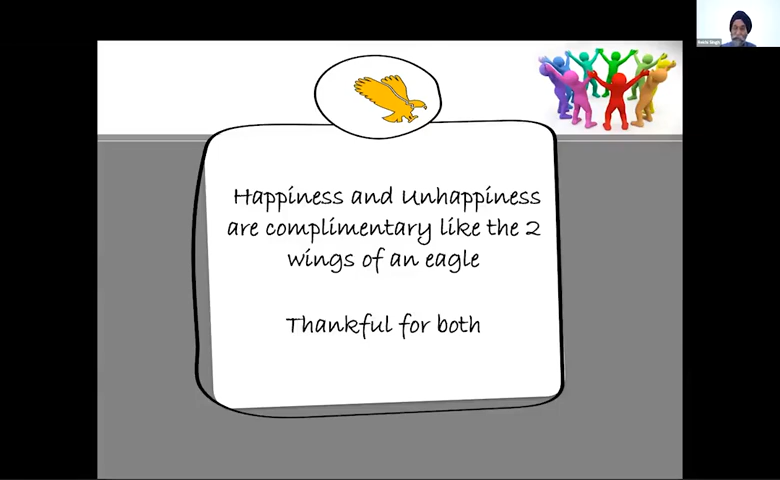 Happiness and Unhappiness
are complimentary like the 2
wings of an eagle
Thankful for both